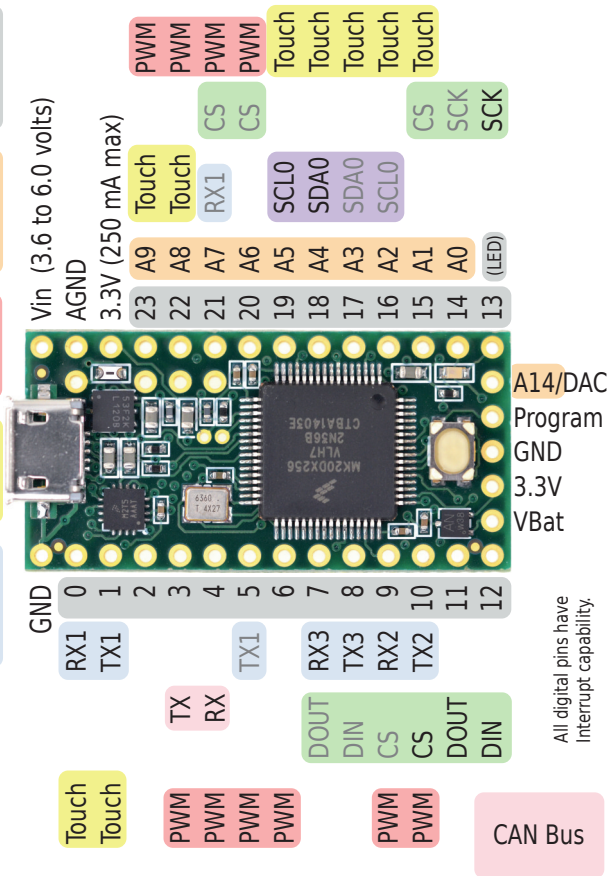 PWM
PWM
PWM
PWM
Touch
Touch
Touch
Touch
Touch
CS
CS
CS
SCK
SCK
Touch
Touch
RX1
SCL0
SDA0
SDA0
SCL0
Vin (3.6 to 6.0 volts)
AGND
3.3V (250 mA max)
A9
A8
A7
A6
A5
A4
A3
A2
A1
A0
(LED)
23
22
21
20
19
18
17
16
15
14
13
A14/DAC
Program
GND
3.3V
VBat
MK20DX256
VLH7
2N36B
CTBA1403E
6360
T 4X27
GND
0
1
2
3
4
5
6
7
8
9
10
11
12
RX1
TX1
TX1
RX3
TX3
RX2
TX2
TX
RX
DOUT
DIN
CS
CS
DOUT
DIN
Touch
Touch
PWM
PWM
PWM
PWM
PWM
PWM
All digital pins have
Interrupt capability.
CAN Bus